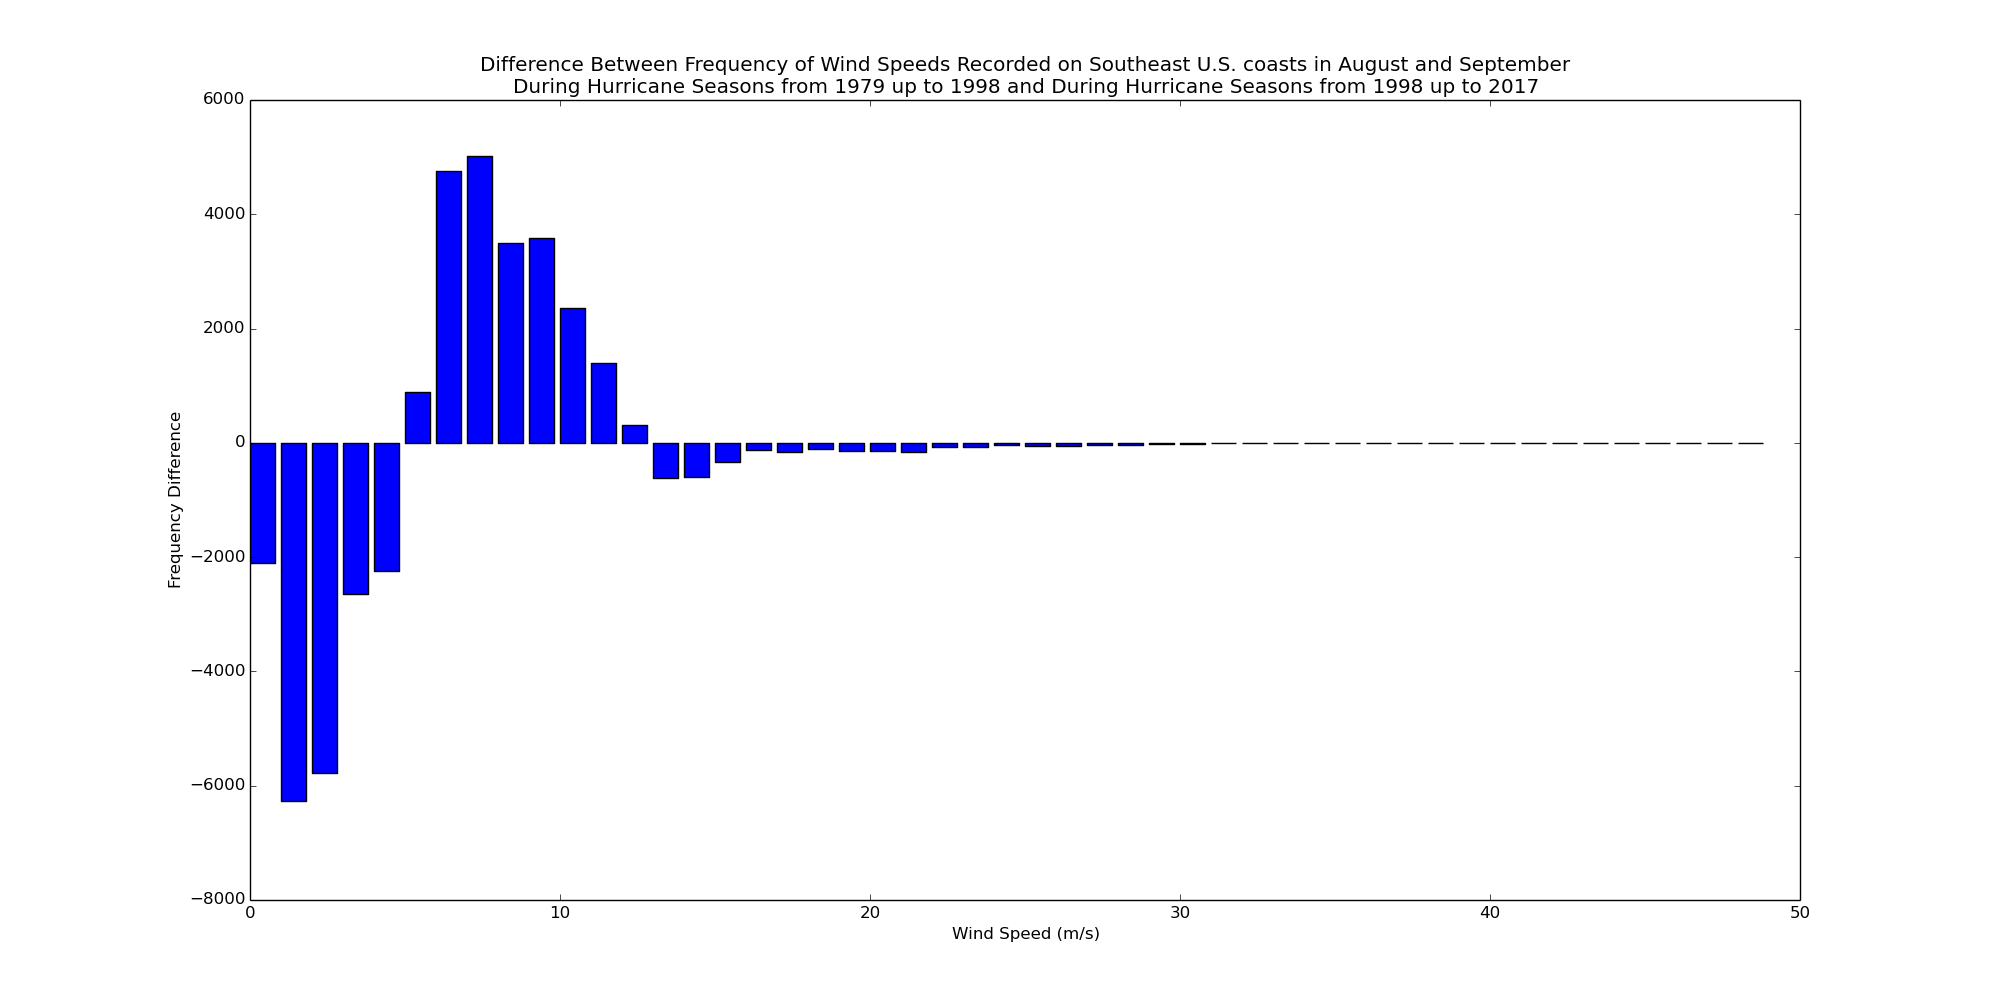 Difference Between Frequency of Wind Speeds Recorded on Southeast U.S. coasts in August and September
During Hurricane Seasons from 1979 up to 1998 and During Hurricane Seasons from 1998 up to 2017
6000
4000
2000
0
−2000
−4000
−6000
−8000
Frequency Difference
0 10 20 30 40 50
Wind Speed (m/s)